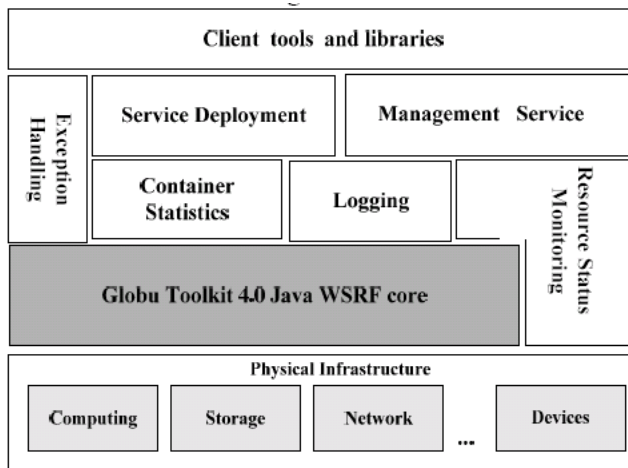 Client tools and libraries
Exception
Handling
Service Deployment
Management Service
Container
Statistics
Logging
Resource Status
Monitoring
Globu Toolkit 4.0 Java WSRF core
Physical Infrastructure
Computing
Storage
Network
...
Devices